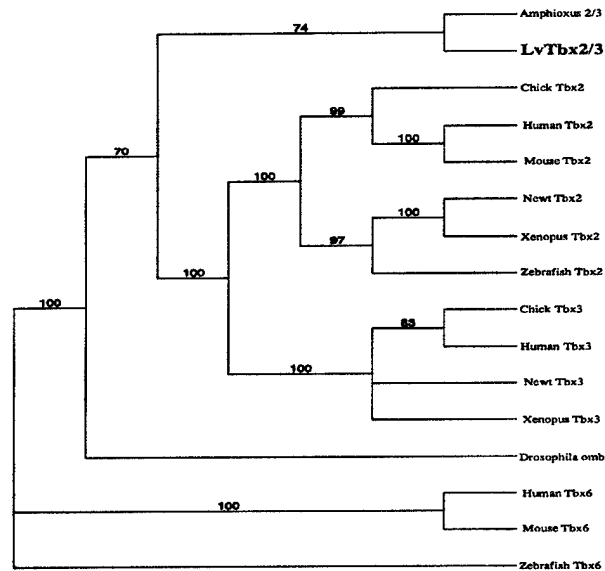 Amphioxus 2/3
74
LvTbx2/3
Chick Tbx2
99
Human Tbx2
100
Mouse Tbx2
70
100
Newt Tbx2
100
Xenopus Tbx2
97
Zebrafish Tbx2
100
100
Chick Tbx3
83
Human Tbx3
100
Newt Tbx3
Xenopus Tbx3
Drosophila omb
Human Tbx6
100
Mouse Tbx6
Zebrafish Tbx6